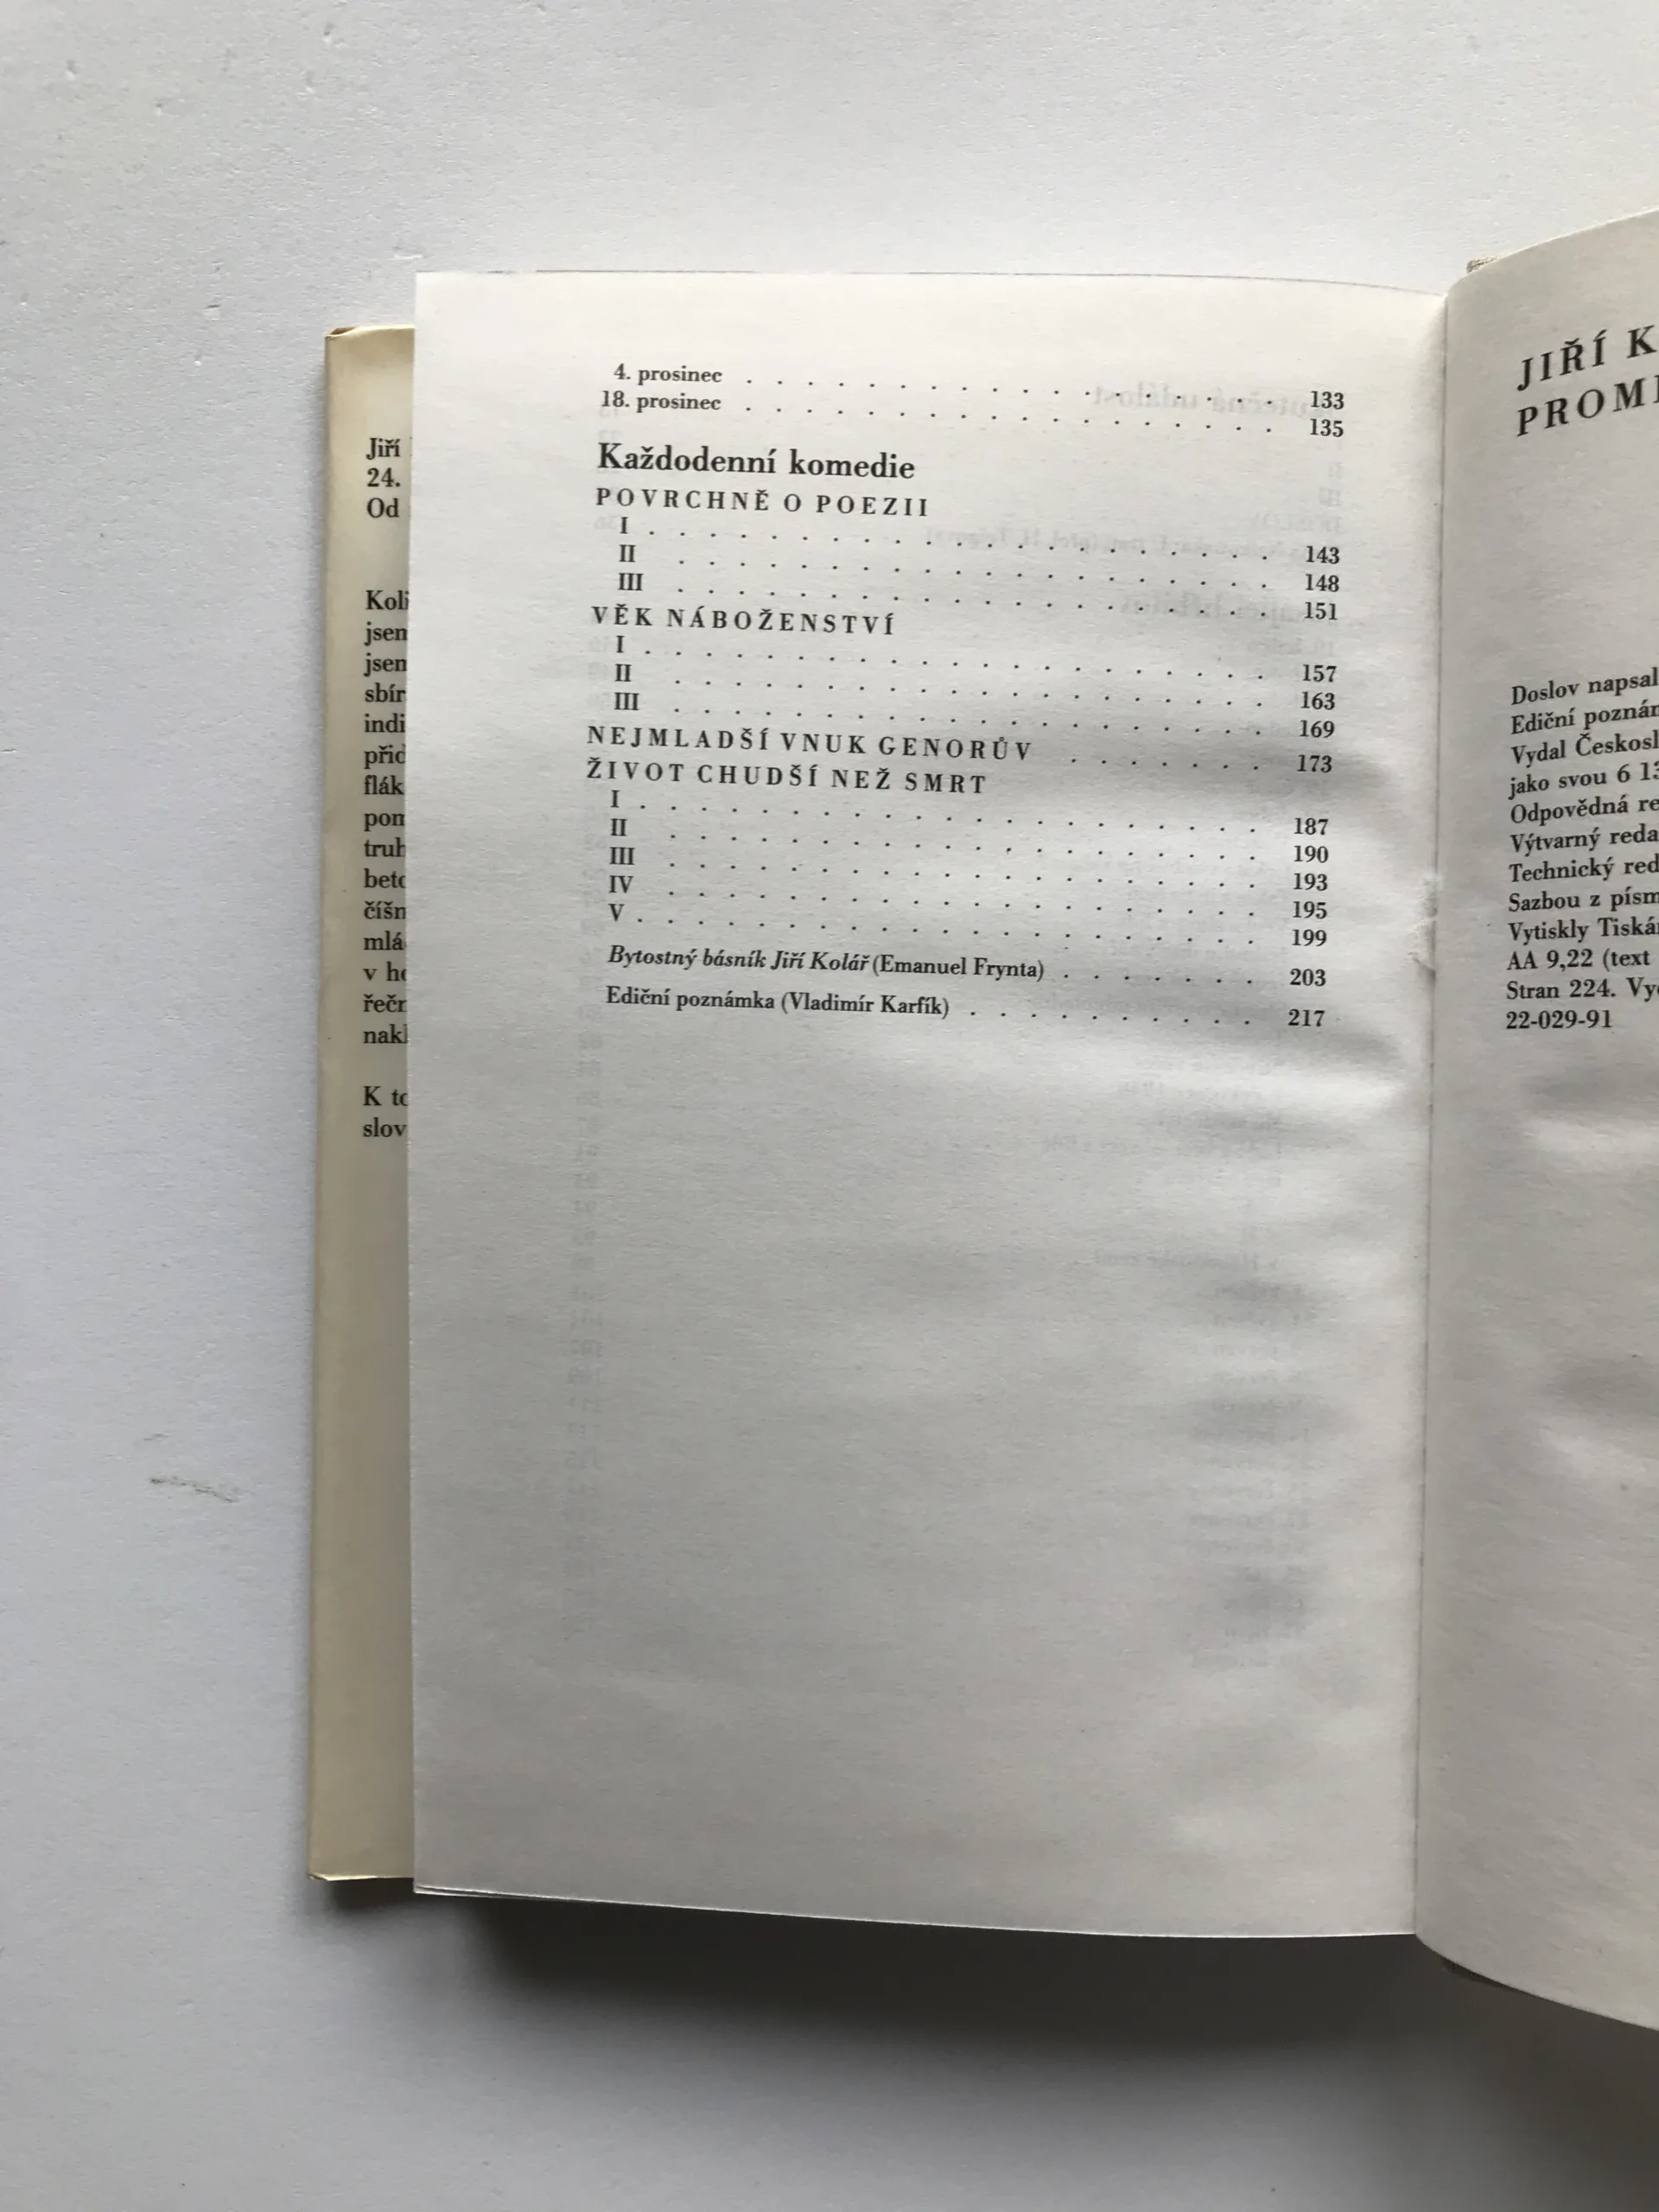 Jiří
24.
Od
Koli
jsem
jsem
sbír
indi
přid
flák
pom
truh
beto
číšn
mlá
v ho
řečn
nakl
K to
slov
4. prosinec . . . . . . . . . . . . . . . . . . 133
18. prosinec . . . . . . . . . . . . . . . . . . 135
Každodenní komedie
POVRCHNĚ O POEZII
I . . . . . . . . . . . . . . . . . . . . . 143
II . . . . . . . . . . . . . . . . . . . . 148
III . . . . . . . . . . . . . . . . . . . . 151
VĚK NÁBOŽENSTVÍ
I . . . . . . . . . . . . . . . . . . . . . 157
II . . . . . . . . . . . . . . . . . . . . 163
III . . . . . . . . . . . . . . . . . . . . 169
NEJMLADŠÍ VNUK GENORŮV . . . . . . . 173
ŽIVOT CHUDŠÍ NEŽ SMRT
I . . . . . . . . . . . . . . . . . . . . . 187
II . . . . . . . . . . . . . . . . . . . . 190
III . . . . . . . . . . . . . . . . . . . . 193
IV . . . . . . . . . . . . . . . . . . . . 195
V . . . . . . . . . . . . . . . . . . . . . 199
Bytostný básník Jiří Kolář (Emanuel Frynta) . . . . . . . 203
Ediční poznámka (Vladimír Karfík) . . . . . . . . . . 217
JIŘÍ K
PROM
Doslov napsal
Ediční poznám
Vydal Českosl
jako svou 6 13
Odpovědná re
Výtvarný reda
Technický red
Sazbou z písm
Vytiskly Tiskár
AA 9,22 (text
Stran 224. Vy
22-029-91